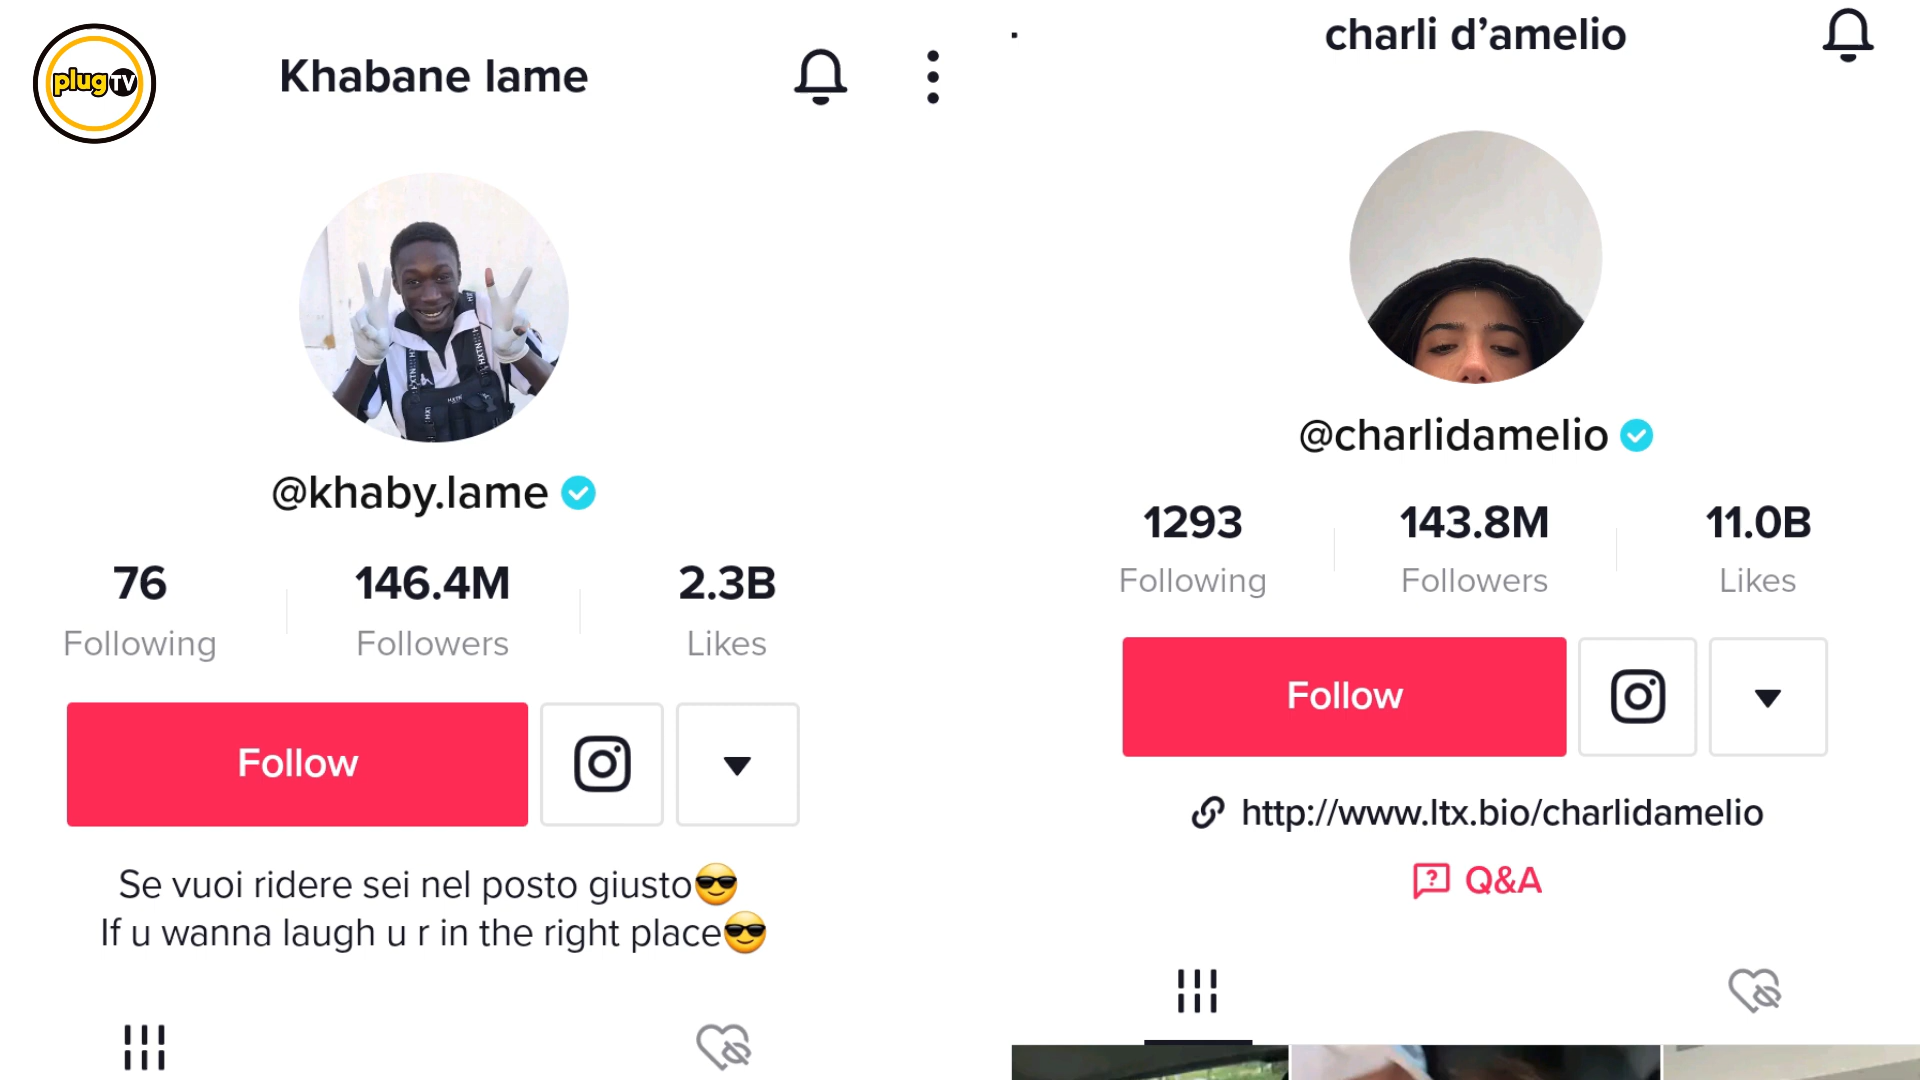 plug TV
Khabane lame
@khaby.lame
76
146.4M
2.3B
Following
Followers
Likes
Follow
Se vuoi ridere sei nel posto giusto😎
If u wanna laugh u r in the right place😎
charli d’amelio
@charlidamelio
1293
143.8M
11.0B
Following
Followers
Likes
Follow
http://www.ltx.bio/charlidamelio
Q&A